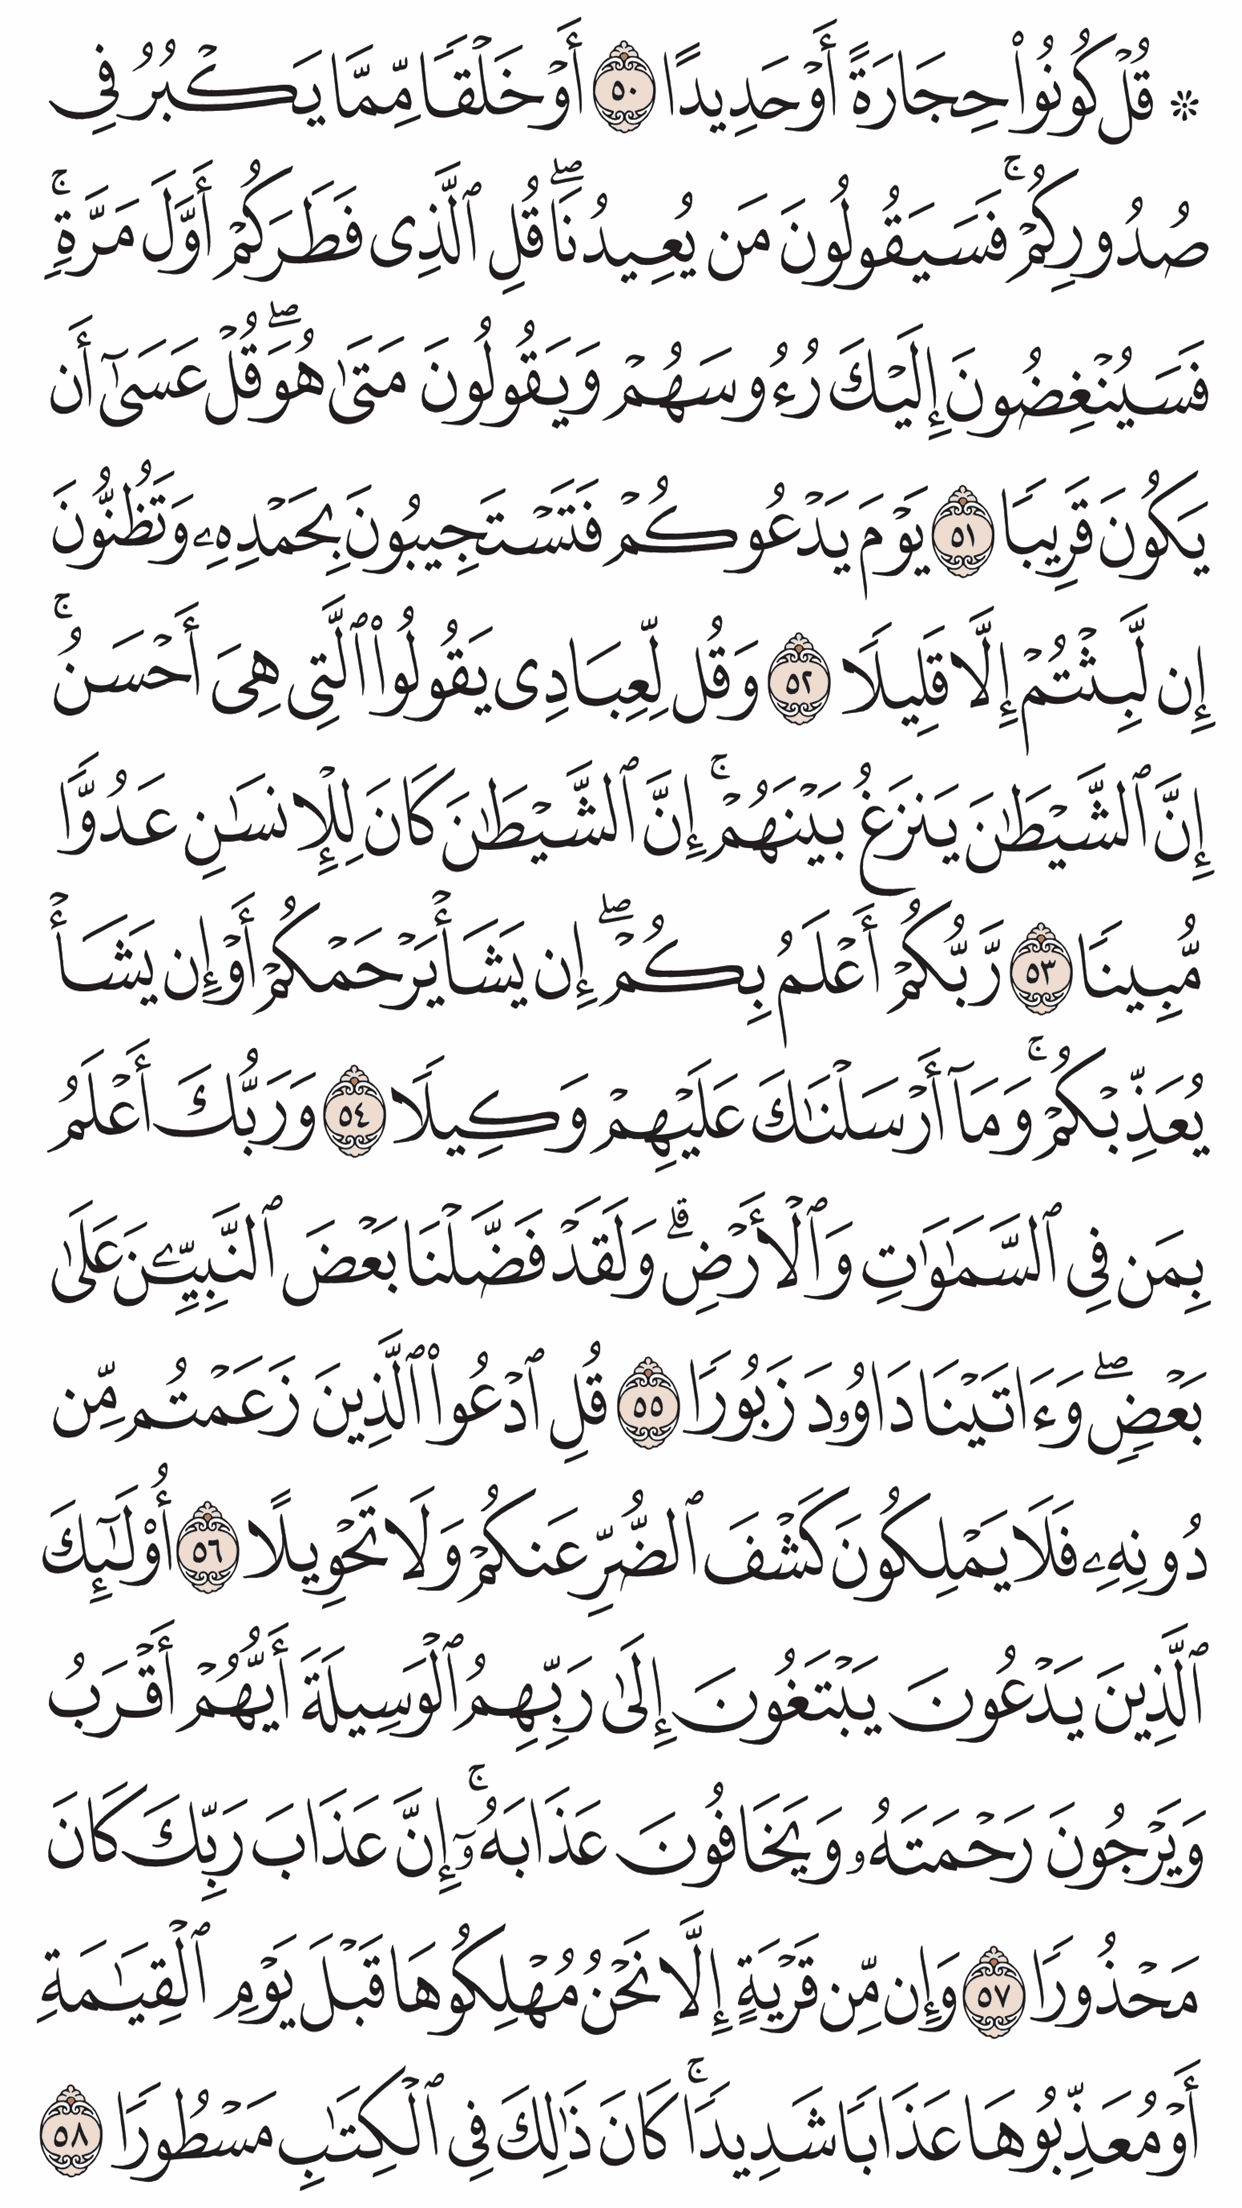 ۞ قُلۡ كُونُواْ حِجَارَةً أَوۡ حَدِيدًا ٥٠ أَوۡ خَلۡقٗا مِّمَّا يَكۡبُرُ فِي
صُدُورِكُمۡۚ فَسَيَقُولُونَ مَن يُعِيدُنَاۖ قُلِ ٱلَّذِي فَطَرَكُمۡ أَوَّلَ مَرَّةٖۚ
فَسَيُنۡغِضُونَ إِلَيۡكَ رُءُوسَهُمۡ وَيَقُولُونَ مَتَىٰ هُوَۖ قُلۡ عَسَىٰٓ أَن
يَكُونَ قَرِيبٗا ٥١ يَوۡمَ يَدۡعُوكُمۡ فَتَسۡتَجِيبُونَ بِحَمۡدِهِۦ وَتَظُنُّونَ
إِن لَّبِثۡتُمۡ إِلَّا قَلِيلٗا ٥٢ وَقُل لِّعِبَادِي يَقُولُواْ ٱلَّتِي هِيَ أَحۡسَنُۚ
إِنَّ ٱلشَّيۡطَٰنَ يَنزَغُ بَيۡنَهُمۡۚ إِنَّ ٱلشَّيۡطَٰنَ كَانَ لِلۡإِنسَٰنِ عَدُوّٗا
مُّبِينٗا ٥٣ رَّبُّكُمۡ أَعۡلَمُ بِكُمۡۖ إِن يَشَأۡ يَرۡحَمۡكُمۡ أَوۡ إِن يَشَأۡ
يُعَذِّبۡكُمۡۚ وَمَآ أَرۡسَلۡنَٰكَ عَلَيۡهِمۡ وَكِيلٗا ٥٤ وَرَبُّكَ أَعۡلَمُ
بِمَن فِي ٱلسَّمَٰوَٰتِ وَٱلۡأَرۡضِۗ وَلَقَدۡ فَضَّلۡنَا بَعۡضَ ٱلنَّبِيِّـۧنَ عَلَىٰ
بَعۡضٖۖ وَءَاتَيۡنَا دَاوُۥدَ زَبُورٗا ٥٥ قُلِ ٱدۡعُواْ ٱلَّذِينَ زَعَمۡتُم مِّن
دُونِهِۦ فَلَا يَمۡلِكُونَ كَشۡفَ ٱلضُّرِّ عَنكُمۡ وَلَا تَحۡوِيلًا ٥٦ أُوْلَٰٓئِكَ
ٱلَّذِينَ يَدۡعُونَ يَبۡتَغُونَ إِلَىٰ رَبِّهِمُ ٱلۡوَسِيلَةَ أَيُّهُمۡ أَقۡرَبُ
وَيَرۡجُونَ رَحۡمَتَهُۥ وَيَخَافُونَ عَذَابَهُۥٓۚ إِنَّ عَذَابَ رَبِّكَ كَانَ
مَحۡذُورٗا ٥٧ وَإِن مِّن قَرۡيَةٍ إِلَّا نَحۡنُ مُهۡلِكُوهَا قَبۡلَ يَوۡمِ ٱلۡقِيَٰمَةِ
أَوۡ مُعَذِّبُوهَا عَذَابٗا شَدِيدٗاۚ كَانَ ذَٰلِكَ فِي ٱلۡكِتَٰبِ مَسۡطُورٗا ٥٨